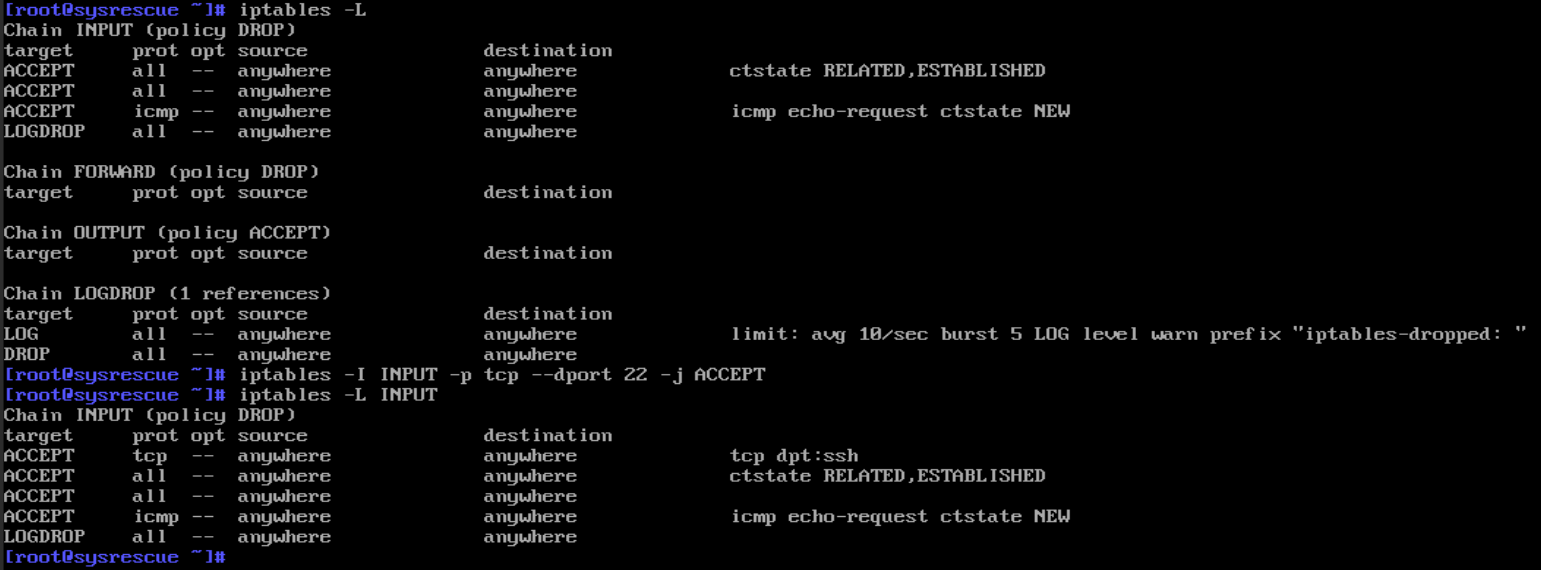 [root@sysrescue ~]# iptables -L
Chain INPUT (policy DROP)
target     prot opt source               destination
ACCEPT     all  --  anywhere             anywhere             ctstate RELATED,ESTABLISHED
ACCEPT     all  --  anywhere             anywhere
ACCEPT     icmp --  anywhere             anywhere             icmp echo-request ctstate NEW
LOGDROP    all  --  anywhere             anywhere

Chain FORWARD (policy DROP)
target     prot opt source               destination

Chain OUTPUT (policy ACCEPT)
target     prot opt source               destination

Chain LOGDROP (1 references)
target     prot opt source               destination
LOG        all  --  anywhere             anywhere             limit: avg 10/sec burst 5 LOG level warn prefix "iptables-dropped: "
DROP       all  --  anywhere             anywhere
[root@sysrescue ~]# iptables -I INPUT -p tcp --dport 22 -j ACCEPT
[root@sysrescue ~]# iptables -L INPUT
Chain INPUT (policy DROP)
target     prot opt source               destination
ACCEPT     tcp  --  anywhere             anywhere             tcp dpt:ssh
ACCEPT     all  --  anywhere             anywhere             ctstate RELATED,ESTABLISHED
ACCEPT     all  --  anywhere             anywhere
ACCEPT     icmp --  anywhere             anywhere             icmp echo-request ctstate NEW
LOGDROP    all  --  anywhere             anywhere
[root@sysrescue ~]#